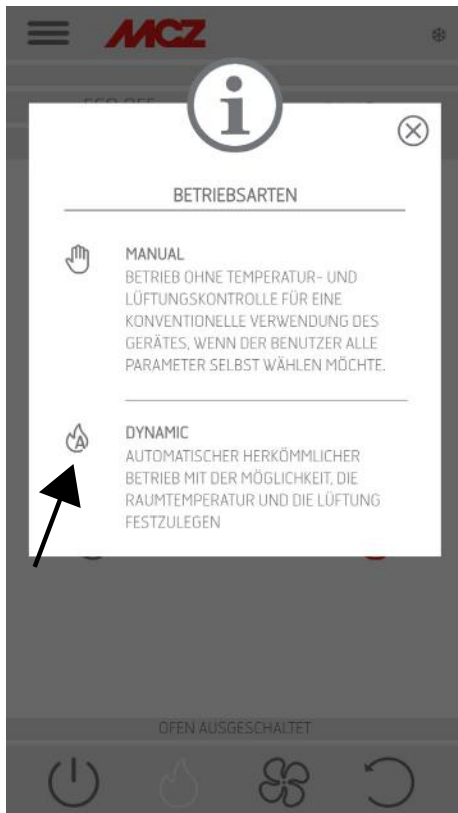 MCZ
BETRIEBSARTEN
MANUAL
BETRIEB OHNE TEMPERATUR- UND
LÜFTUNGSKONTROLLE FÜR EINE
KONVENTIONELLE VERWENDUNG DES
GERÄTES, WENN DER BENUTZER ALLE
PARAMETER SELBST WÄHLEN MÖCHTE.
DYNAMIC
AUTOMATISCHER HERKÖMMLICHER
BETRIEB MIT DER MÖGLICHKEIT, DIE
RAUMTEMPERATUR UND DIE LÜFTUNG
FESTZULEGEN
OFEN AUSGESCHALTET